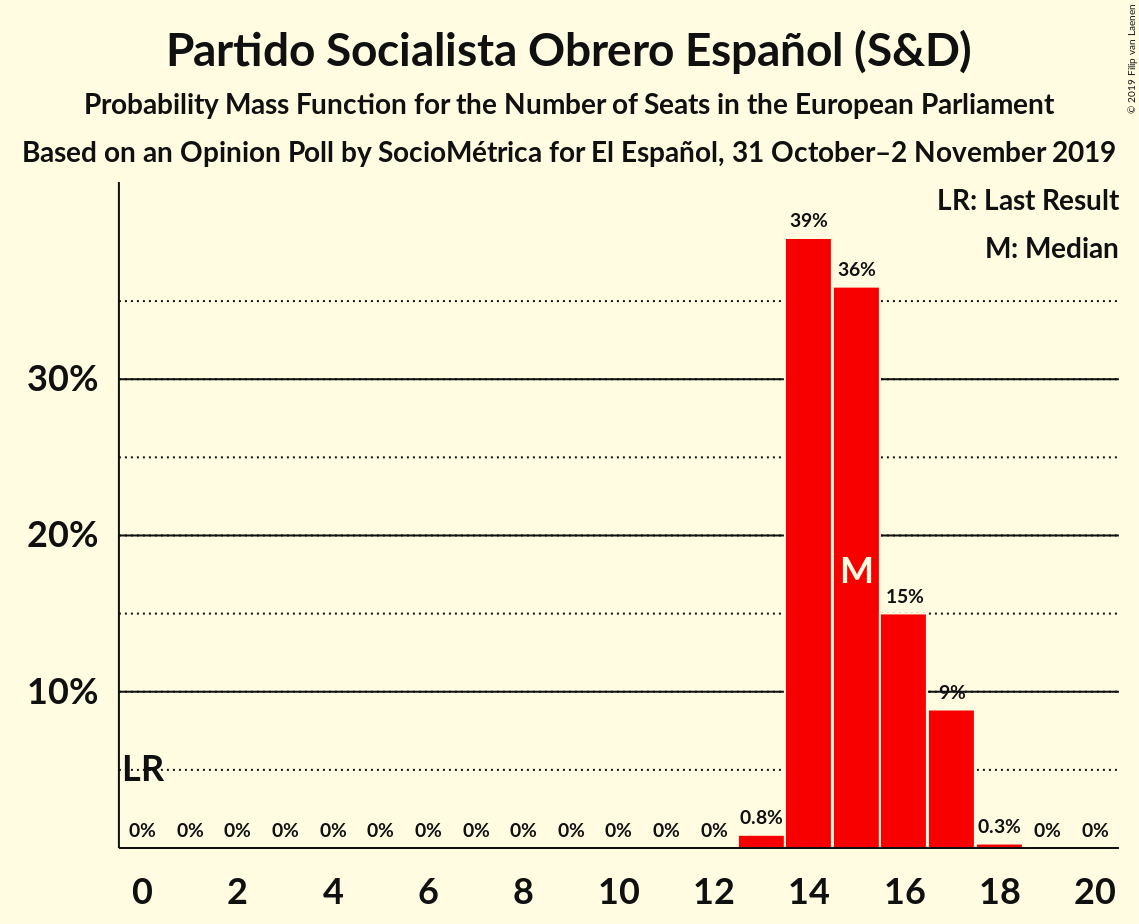 Partido Socialista Obrero Español (S&D)
Probability Mass Function for the Number of Seats in the European Parliament
Based on an Opinion Poll by SocioMétrica for El Español, 31 October–2 November 2019
© 2019 Filip van Laenen
LR: Last Result
M: Median
39%
36%
30%
20%
M
15%
10%
9%
LR
0% 0% 0% 0% 0% 0% 0% 0% 0% 0% 0% 0% 0% 0.8% 0.3% 0% 0%
0 2 4 6 8 10 12 14 16 18 20